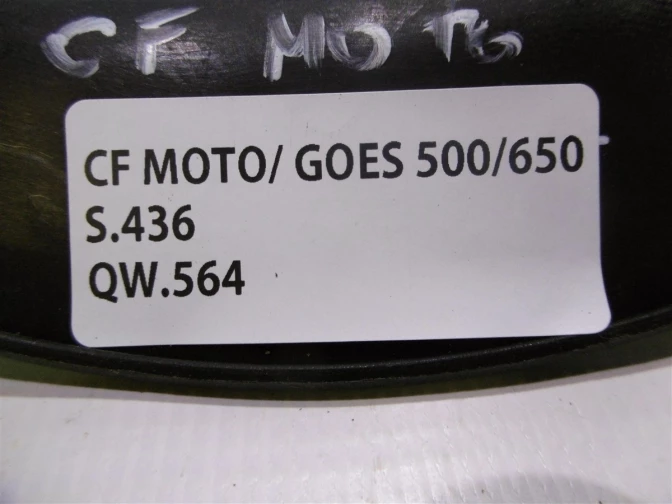 CF MOTO
CF MOTO/ GOES 500/650
S.436
QW.564